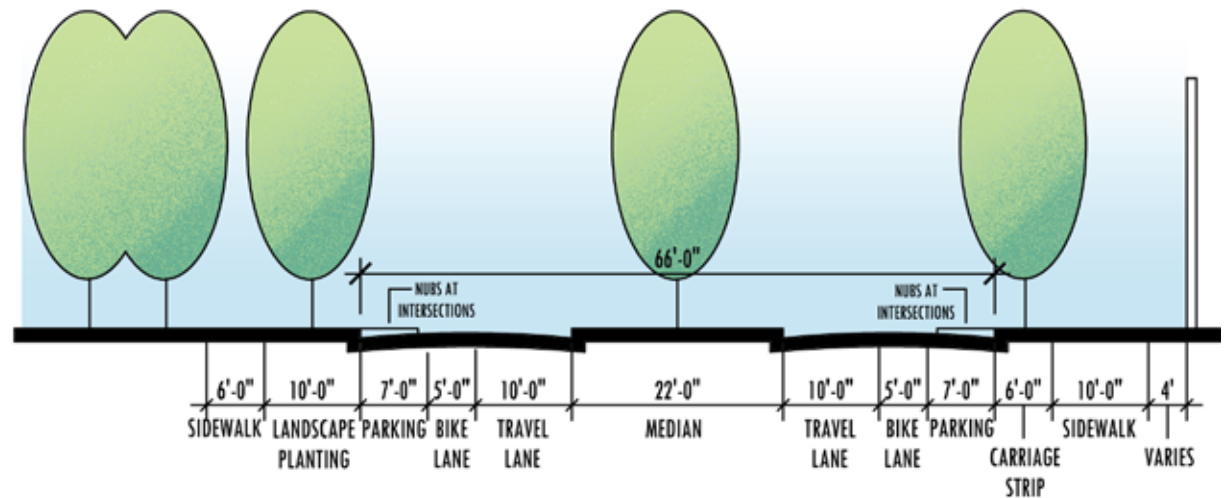 66'-0"
NUBS AT
INTERSECTIONS
NUBS AT
INTERSECTIONS
6'-0" 10'-0" 7'-0" 5'-0" 10'-0" 22'-0" 10'-0" 5'-0" 7'-0" 6'-0" 10'-0" 4'
SIDEWALK LANDSCAPE PARKING BIKE TRAVEL MEDIAN TRAVEL BIKE PARKING SIDEWALK VARIES
PLANTING LANE LANE LANE LANE CARRIAGE
STRIP